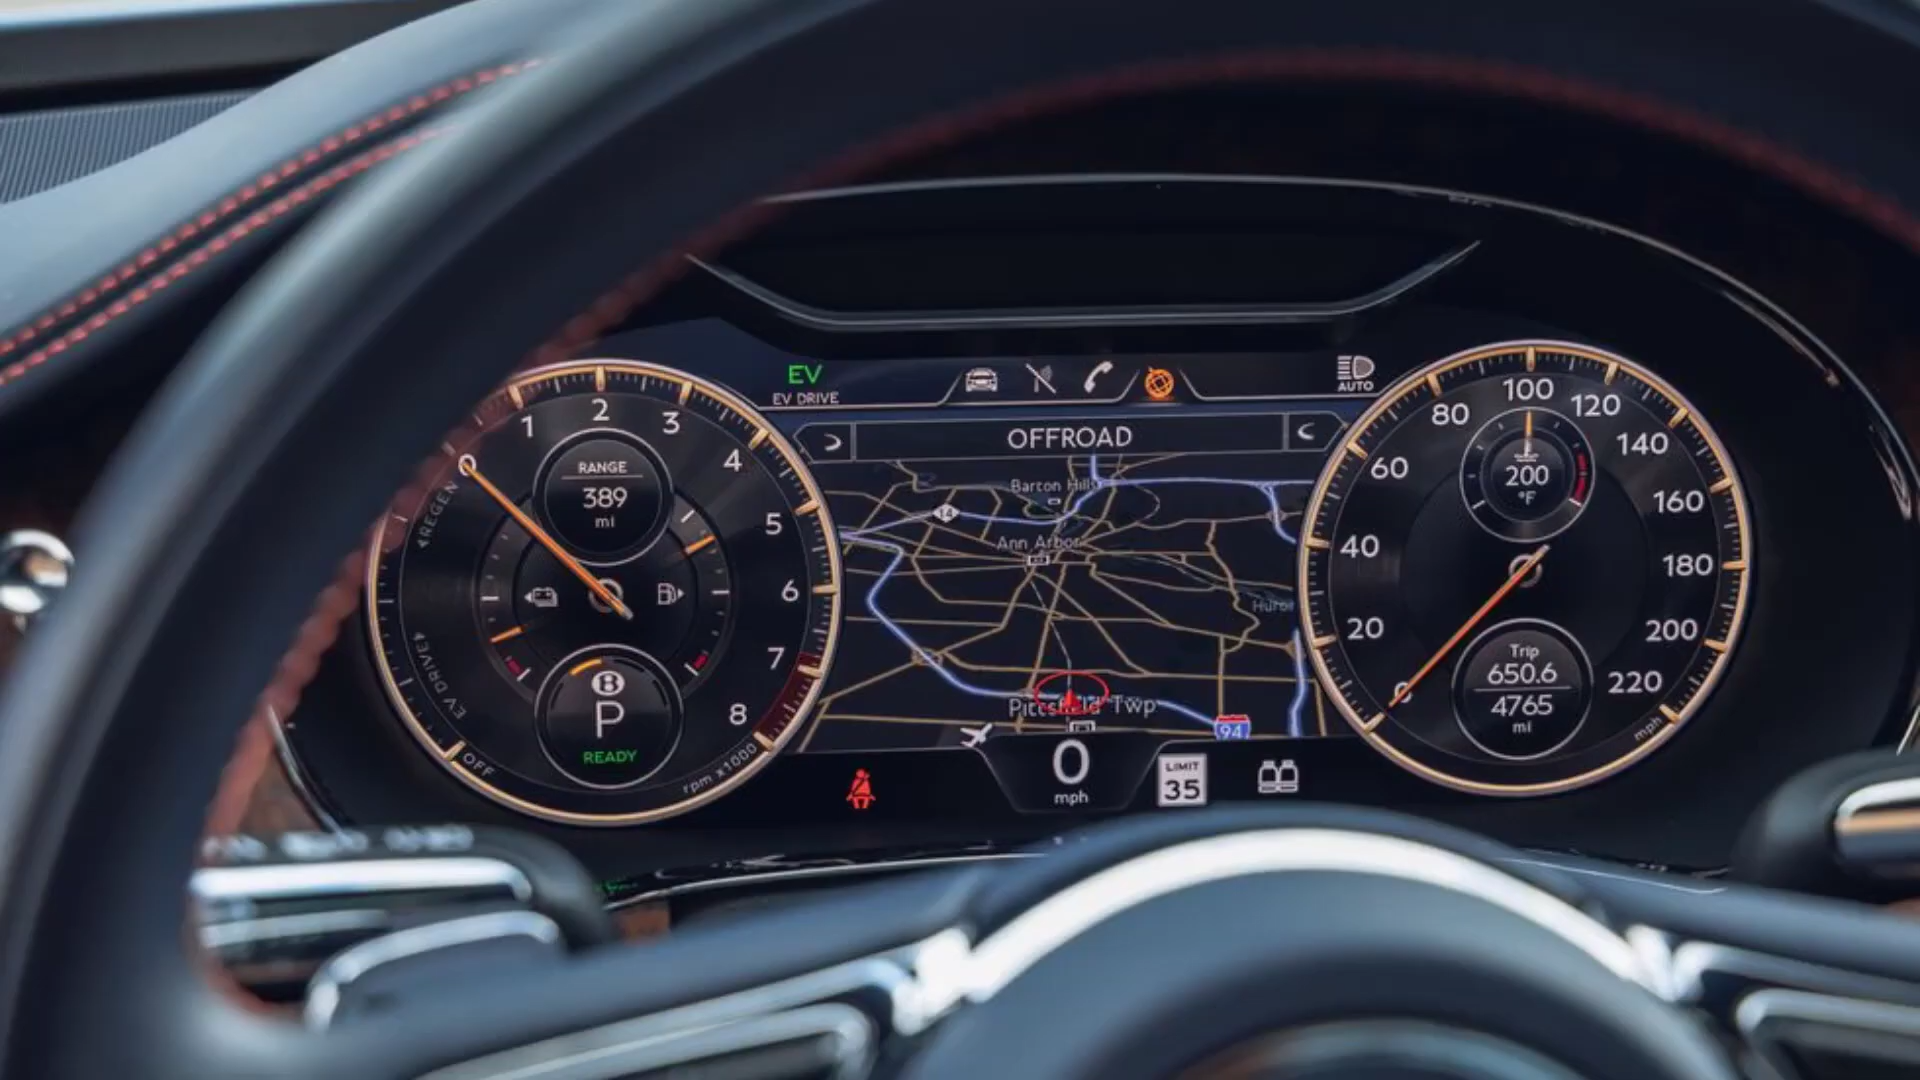 EV
EV DRIVE
AUTO
OFFROAD
0
1
2
3
4
5
6
7
8
RANGE
389
mi
REGEN
EV DRIVE
OFF
rpm x1000
B
P
READY
Barton Hills
14
Ann Arbor
Huron
Pittsfield Twp
94
0
mph
LIMIT
35
0
20
40
60
80
100
120
140
160
180
200
220
mph
200
°F
Trip
650.6
4765
mi